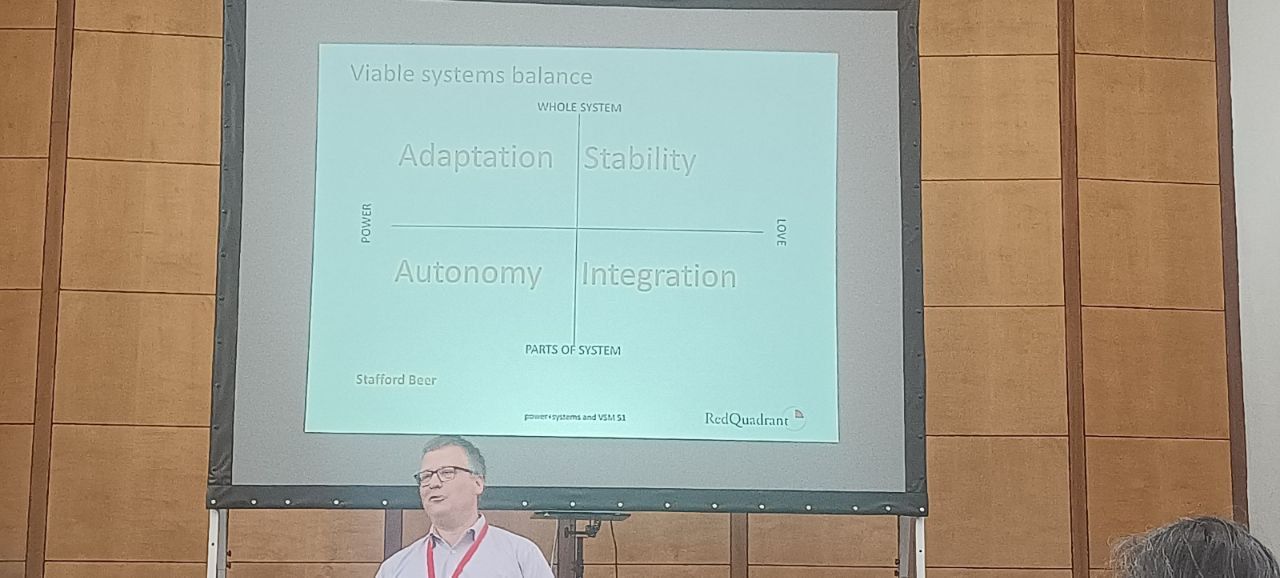 Viable systems balance
WHOLE SYSTEM
Adaptation
Stability
POWER
LOVE
Autonomy
Integration
PARTS OF SYSTEM
Stafford Beer
power+systems and VSM 51
RedQuadrant